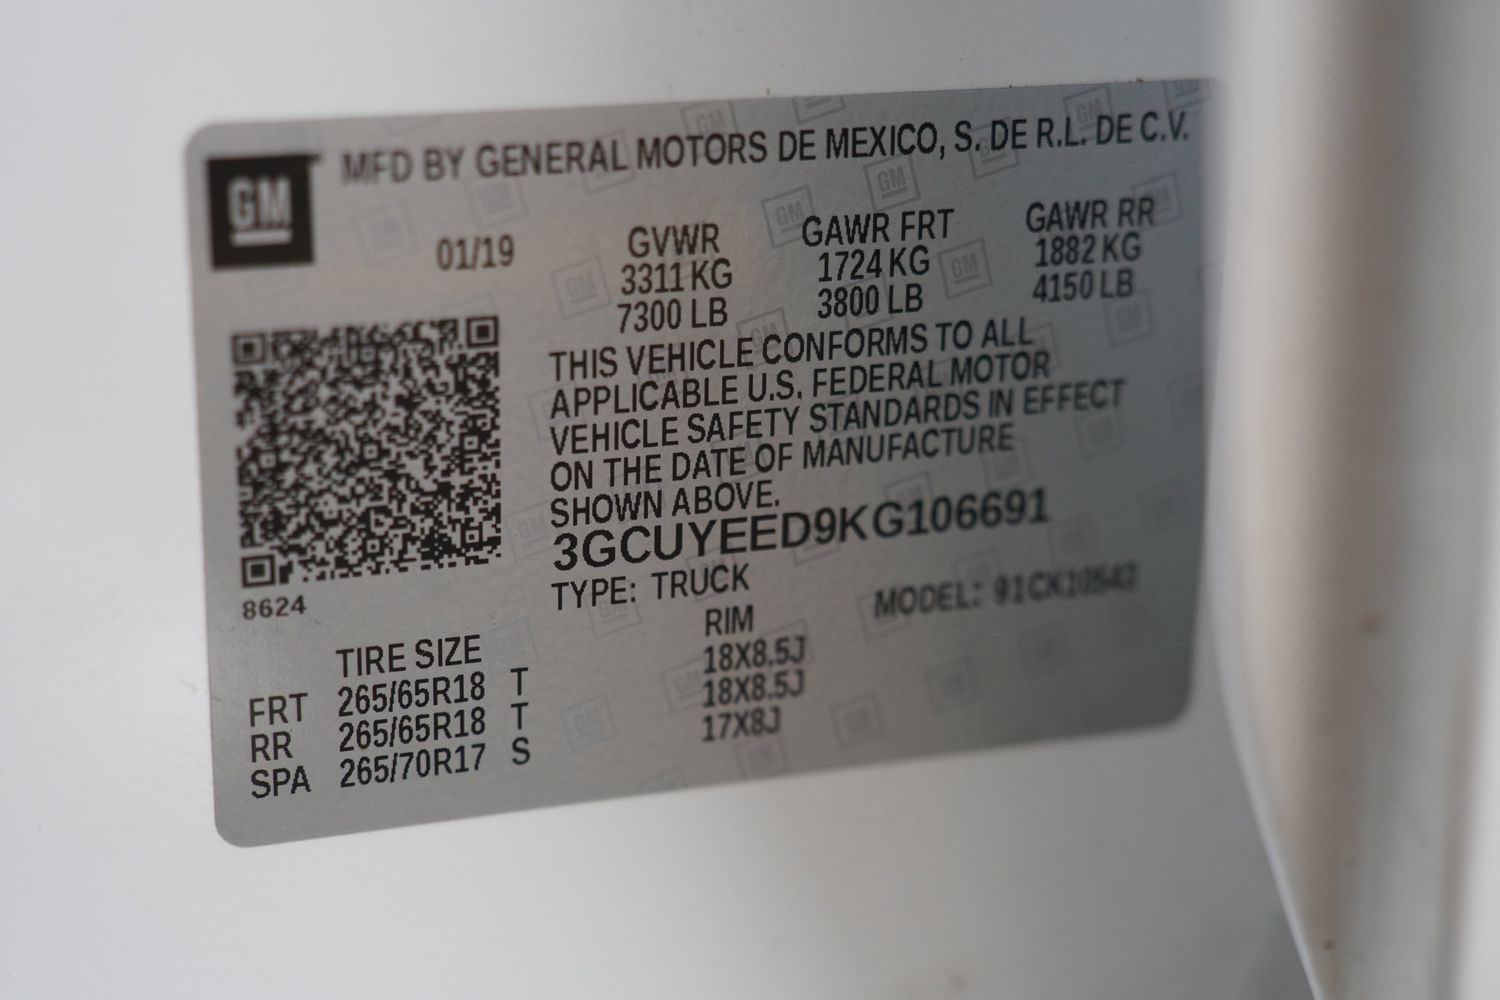 GM
MFD BY GENERAL MOTORS DE MEXICO, S. DE R.L. DE C.V.
01/19 GVWR GAWR FRT GAWR RR
3311 KG 1724 KG 1882 KG
7300 LB 3800 LB 4150 LB
THIS VEHICLE CONFORMS TO ALL
APPLICABLE U.S. FEDERAL MOTOR
VEHICLE SAFETY STANDARDS IN EFFECT
ON THE DATE OF MANUFACTURE
SHOWN ABOVE.
3GCUYEED9KG106691
TYPE: TRUCK MODEL:
8624
TIRE SIZE RIM
FRT 265/65R18 T 18X8.5J
RR 265/65R18 T 18X8.5J
SPA 265/70R17 S 17X8J